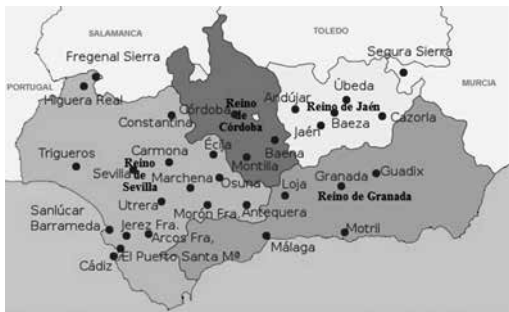 SALAMANCA
TOLEDO
Fregenal Sierra
Segura Sierra
PORTUGAL
MURCIA
Higuera Real
Úbeda
Andújar
Córdoba
Reino
de
Córdoba
Reino de Jaén
Constantina
Baeza
Cazorla
Jaén
Écija
Carmona
Baena
Trigueros
Reino
de
Sevilla
Sevilla
Montilla
Granada
Guadix
Marchena
Osuna
Loja
Reino de Granada
Utrera
Morón Fra.
Antequera
Sanlúcar
Barrameda
Jerez Fra.
Arcos Fra,
Motril
Málaga
El Puerto Santa Mª
Cádiz